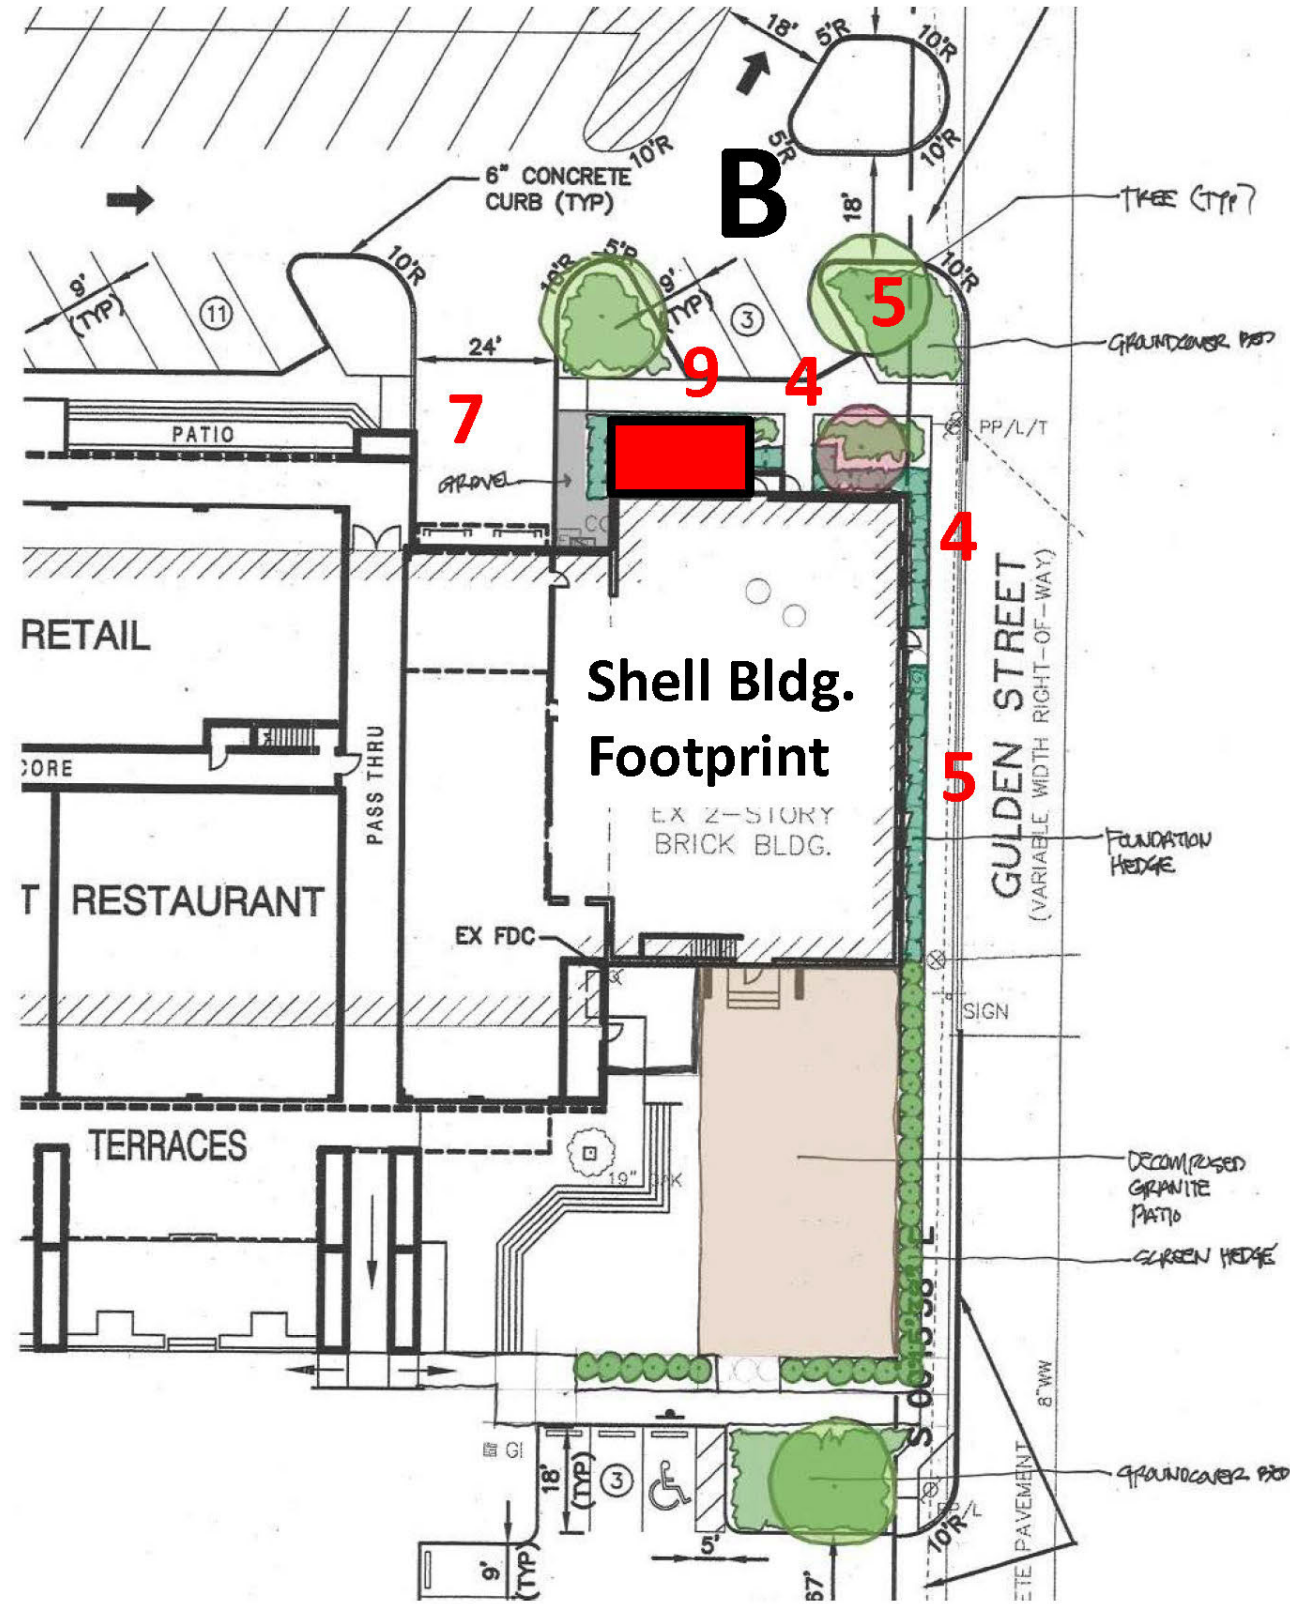 18'
5'R
10'R
5'R
10'R
10'R
6" CONCRETE
CURB (TYP)
B
18'
TREE (TYP)
10'R
5'R
10'R
10'R
9'
(TYP)
11
9'
(TYP)
3
5
GROUNDCOVER BED
24'
9
4
7
PATIO
PP/L/T
GRAVEL
4
RETAIL
GULDEN STREET
(VARIABLE WIDTH RIGHT-OF-WAY)
Shell Bldg.
Footprint
CORE
PASS THRU
5
EX 2-STORY
BRICK BLDG.
FOUNDATION
HEDGE
T RESTAURANT
EX FDC
SIGN
TERRACES
19" OAK
DECOMPOSED
GRANITE
PATIO
SCREEN HEDGE
8"WW
GI
18'
(TYP)
3
GROUNDCOVER BED
PP/L
10'R
ETE PAVEMENT
5'
9'
(TYP)
67'